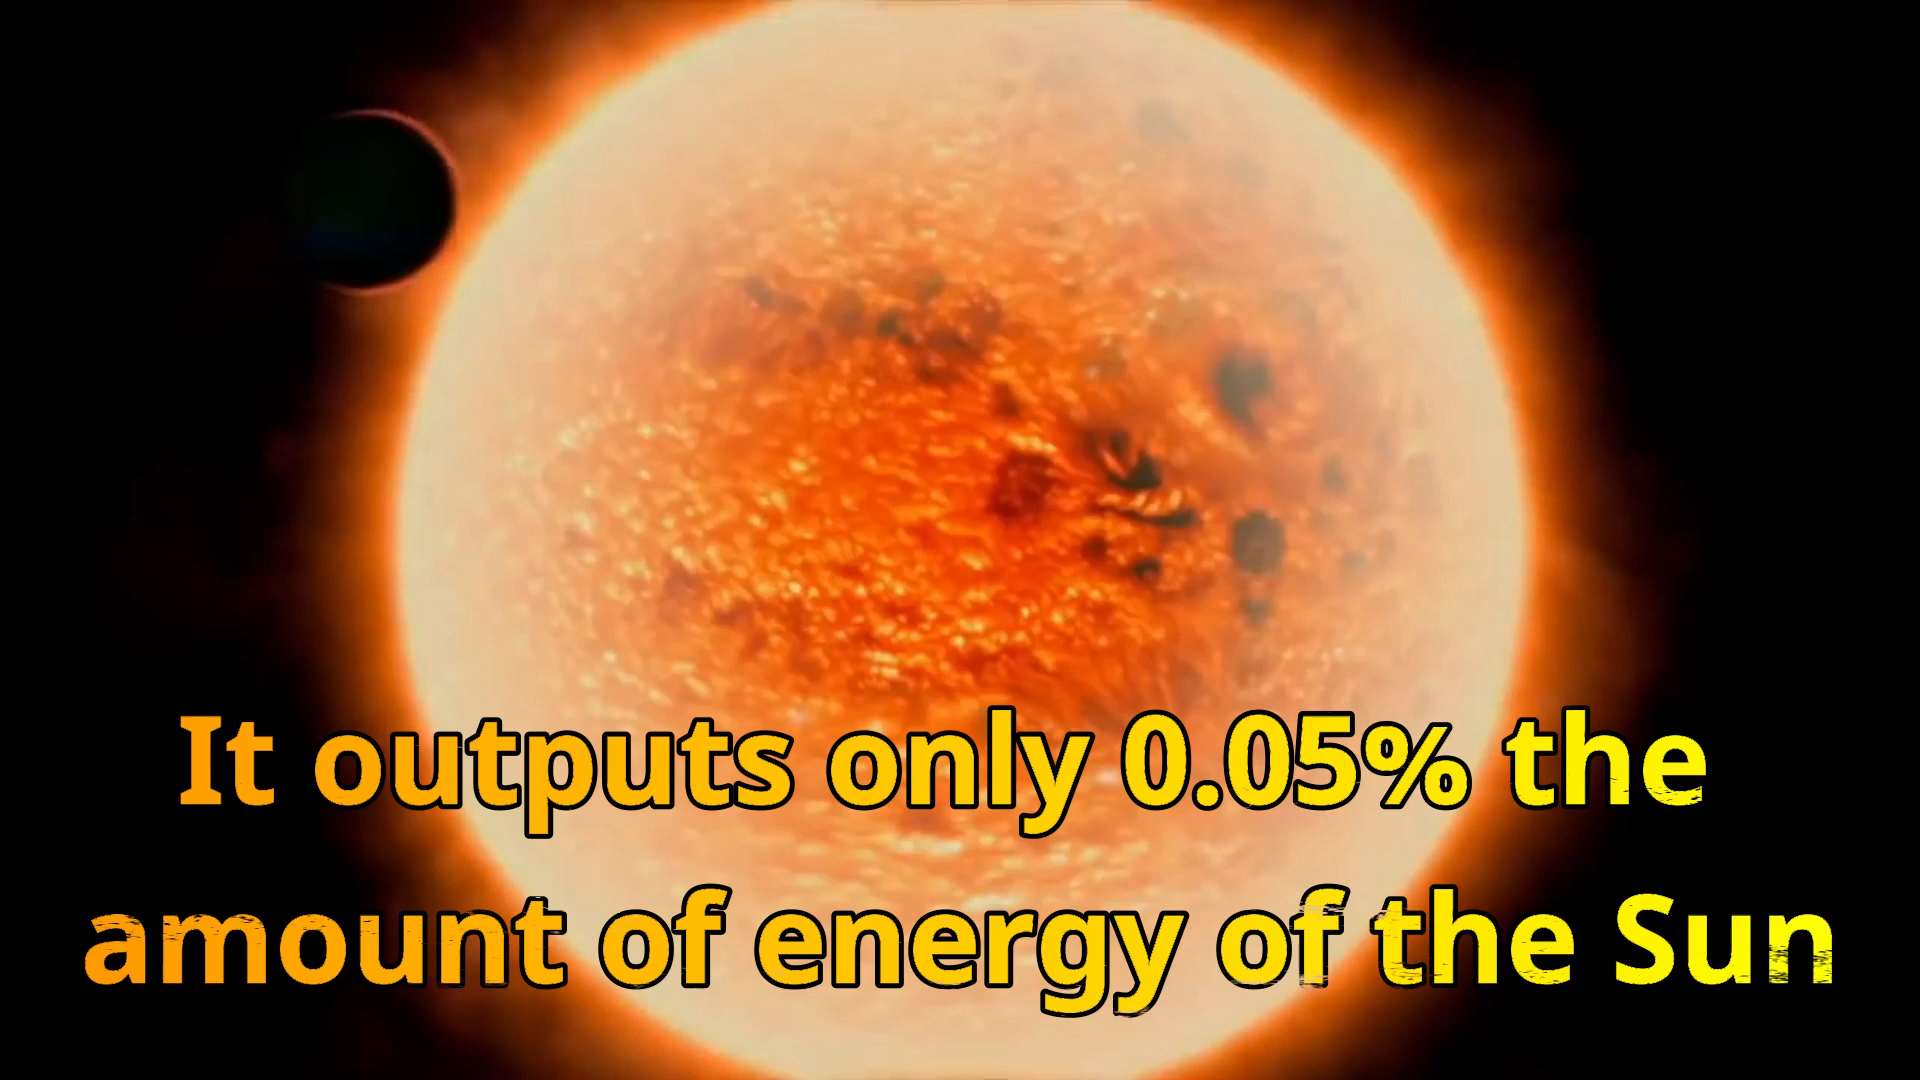 It outputs only 0.05% the
amount of energy of the Sun